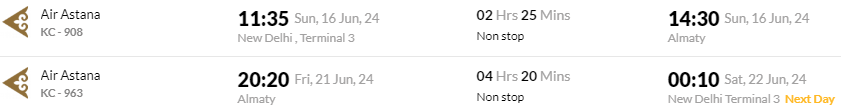 Air Astana
KC - 908
11:35 Sun, 16 Jun, 24
New Delhi , Terminal 3
02 Hrs 25 Mins
Non stop
14:30 Sun, 16 Jun, 24
Almaty
Air Astana
KC - 963
20:20 Fri, 21 Jun, 24
Almaty
04 Hrs 20 Mins
Non stop
00:10 Sat, 22 Jun, 24
New Delhi Terminal 3 Next Day